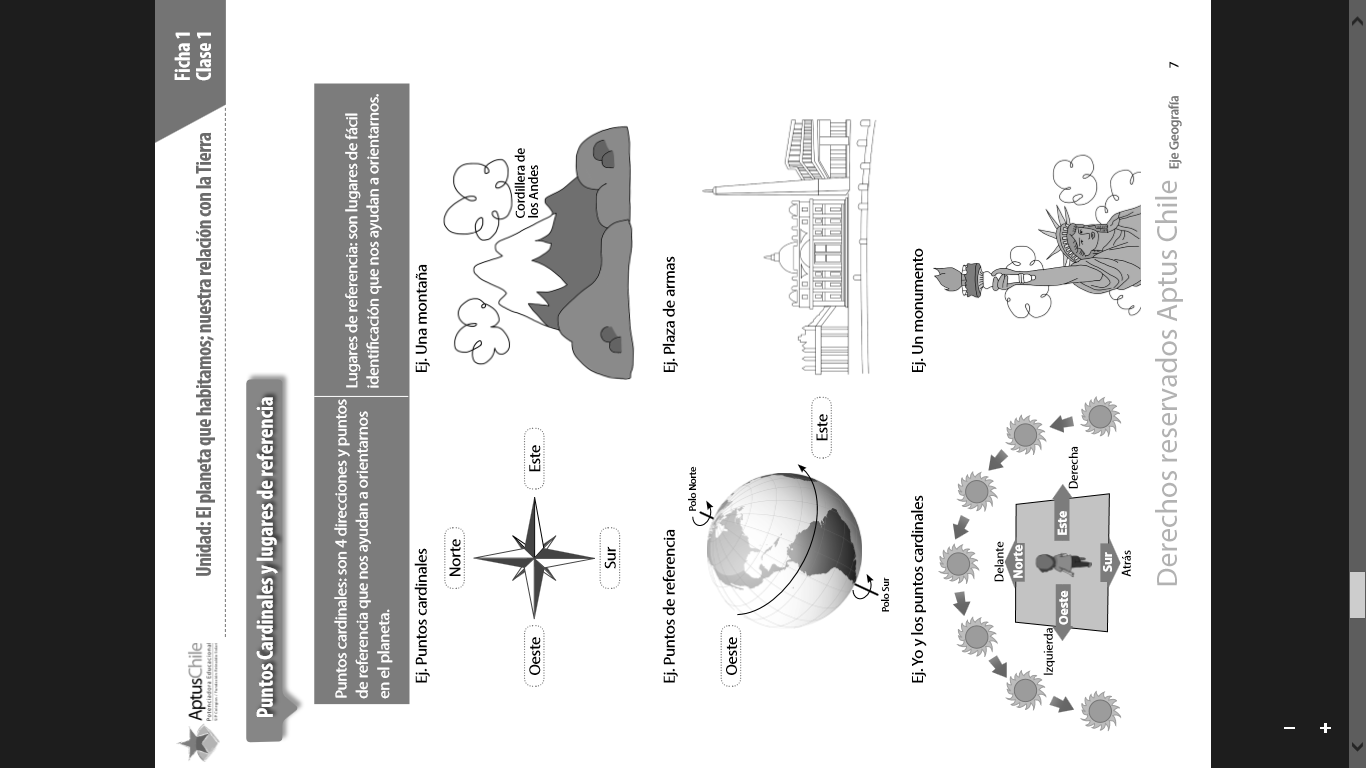 AptusChile
Potenciadora Educacional
Unidad: El planeta que habitamos; nuestra relación con la Tierra
Ficha 1
Clase 1
Puntos Cardinales y lugares de referencia
Puntos cardinales: son 4 direcciones y puntos
de referencia que nos ayudan a orientarnos
en el planeta.
Lugares de referencia: son lugares de fácil
identificación que nos ayudan a orientarnos.
Ej. Puntos cardinales
Norte
Oeste
Este
Sur
Ej. Una montaña
Cordillera de
los Andes
Ej. Puntos de referencia
Polo Norte
Oeste
Este
Polo Sur
Ej. Plaza de armas
Ej. Yo y los puntos cardinales
Delante
Norte
Izquierda
Oeste
Este
Derecha
Sur
Atrás
Ej. Un monumento
Derechos reservados Aptus Chile
Eje Geografía
7